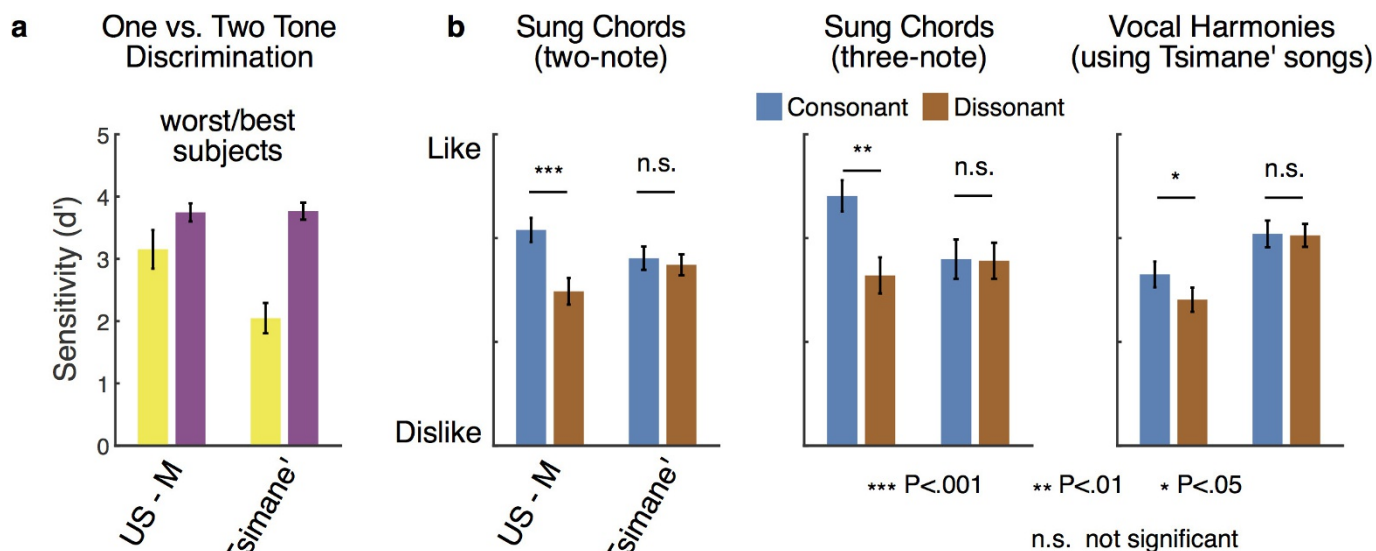 a
One vs. Two Tone
Discrimination
worst/best
subjects
Sensitivity (d')
5
4
3
2
1
0
US - M
Tsimane'
b
Sung Chords
(two-note)
Like
Dislike
***
n.s.
US - M
Tsimane'
Sung Chords
(three-note)
Consonant
Dissonant
**
n.s.
Vocal Harmonies
(using Tsimane' songs)
*
n.s.
*** P<.001
** P<.01
* P<.05
n.s. not significant